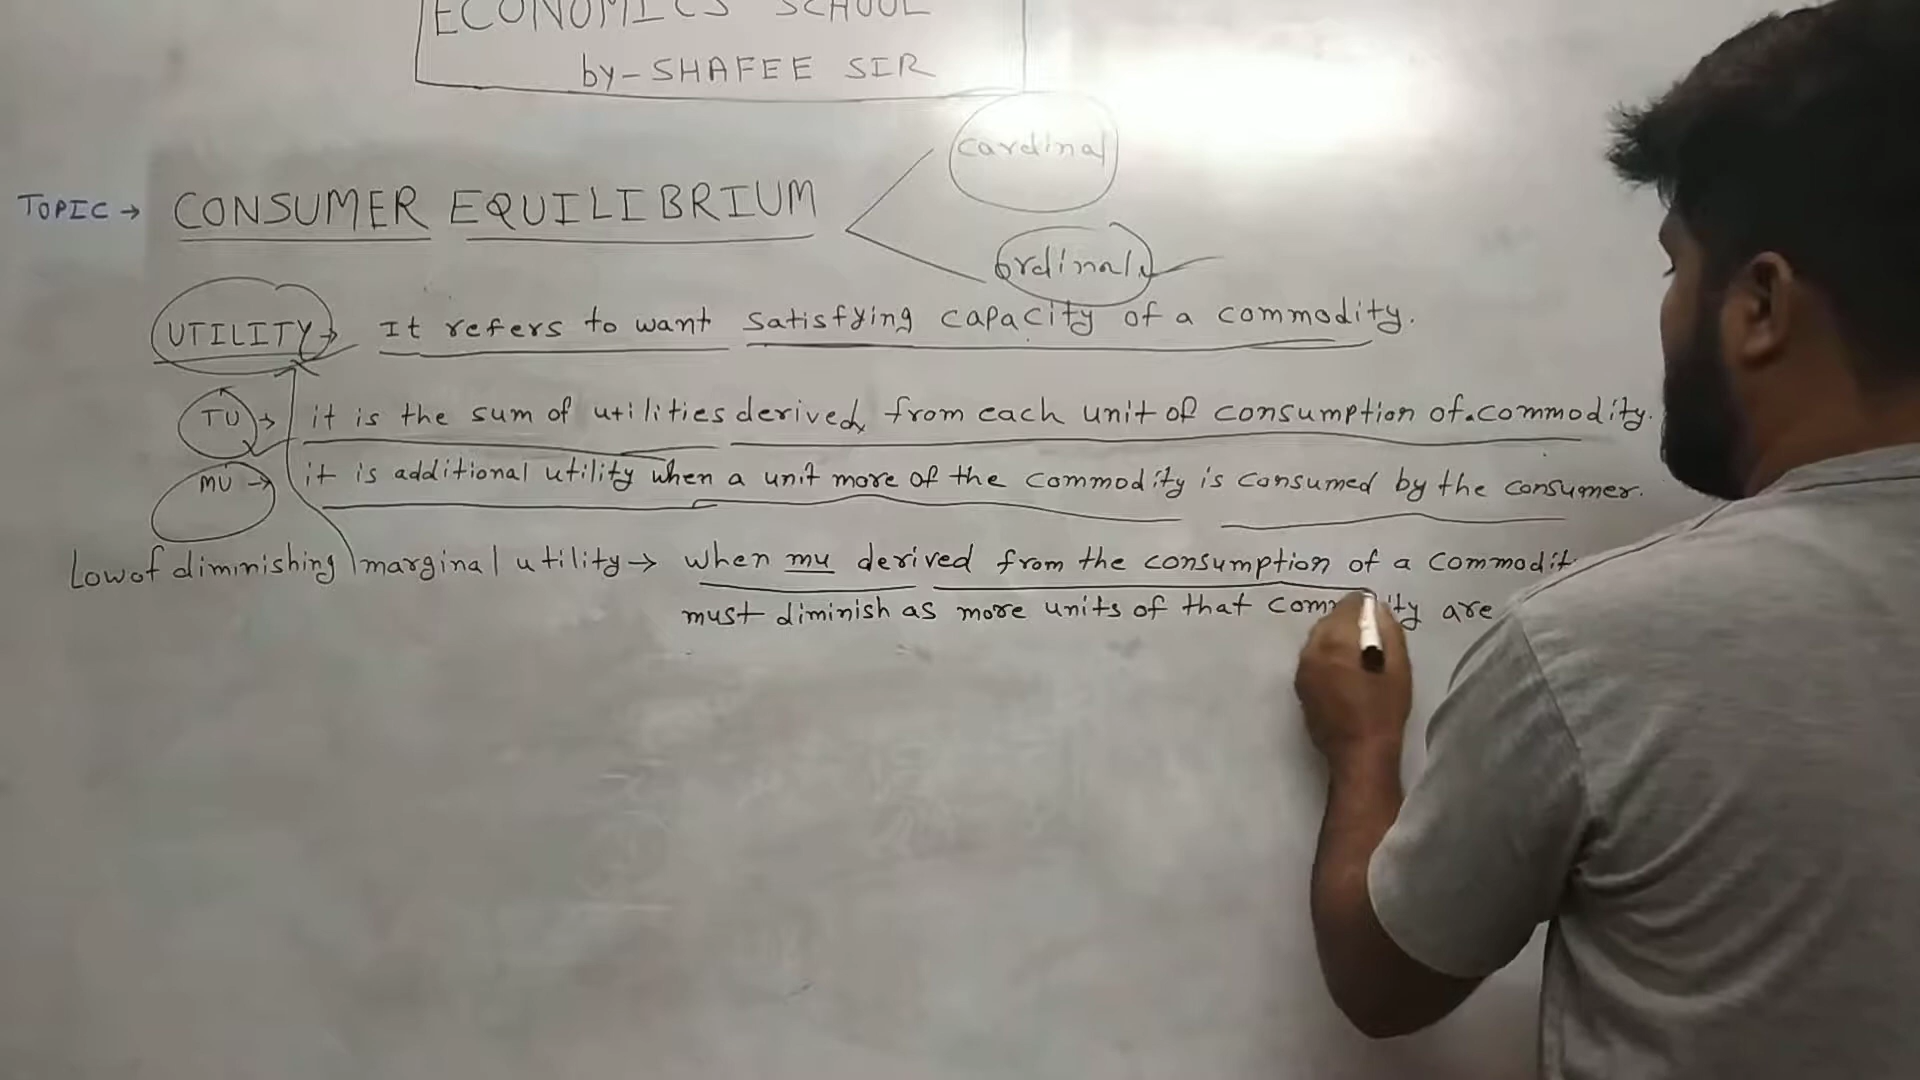 ECONOMICS SCHOOL
by-SHAFEE SIR
cardinal
TOPIC → CONSUMER EQUILIBRIUM
ordinal
UTILITY → It refers to want satisfying capacity of a commodity.
TU → it is the sum of utilities derived from each unit of consumption of commodity.
MU → it is additional utility when a unit more of the commodity is consumed by the consumer.
Low of diminishing marginal utility → when mu derived from the consumption of a commodit
must diminish as more units of that are